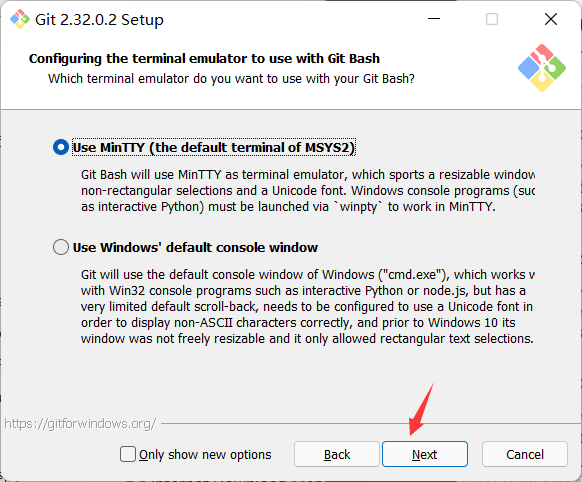 Git 2.32.0.2 Setup
Configuring the terminal emulator to use with Git Bash
Which terminal emulator do you want to use with your Git Bash?
Use MinTTY (the default terminal of MSYS2)
Git Bash will use MinTTY as terminal emulator, which sports a resizable window
non-rectangular selections and a Unicode font. Windows console programs (suc
as interactive Python) must be launched via `winpty` to work in MinTTY.
Use Windows' default console window
Git will use the default console window of Windows ("cmd.exe"), which works w
with Win32 console programs such as interactive Python or node.js, but has a
very limited default scroll-back, needs to be configured to use a Unicode font in
order to display non-ASCII characters correctly, and prior to Windows 10 its
window was not freely resizable and it only allowed rectangular text selections.
https://gitforwindows.org/
Only show new options
Back
Next
Cancel